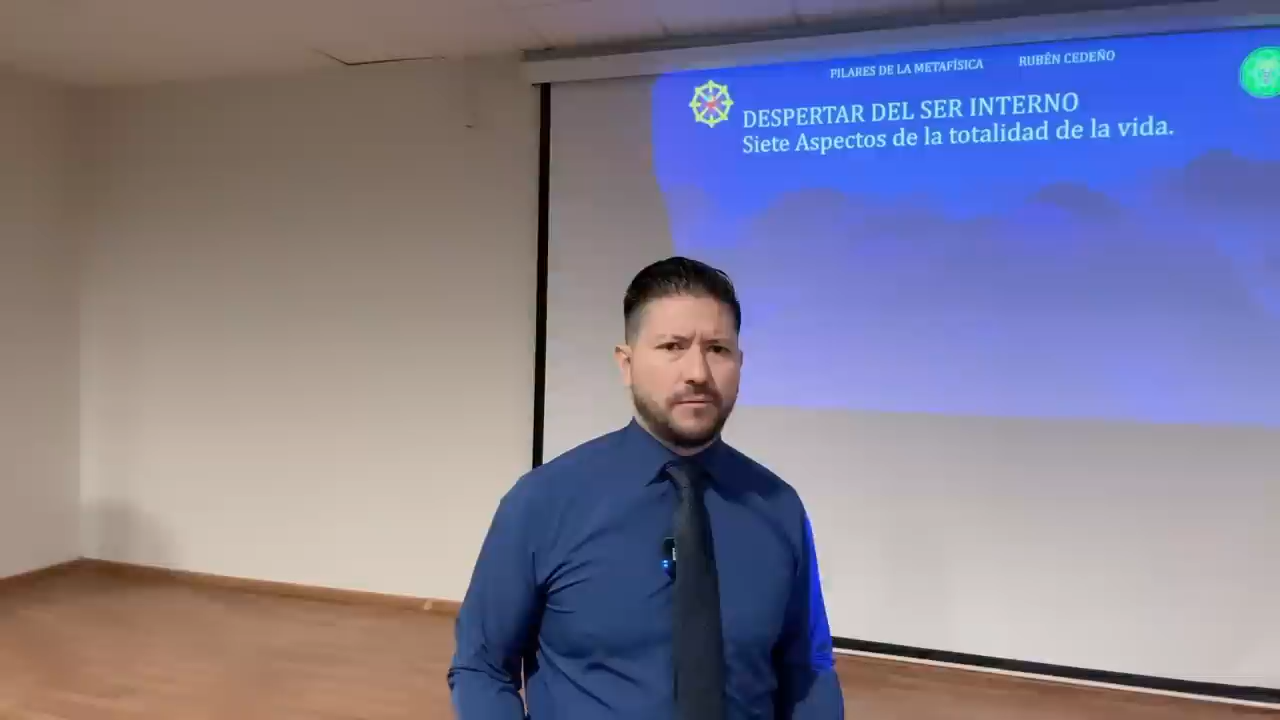 PILARES DE LA METAFÍSICA RUBÉN CEDEÑO
DESPERTAR DEL SER INTERNO
Siete Aspectos de la totalidad de la vida.